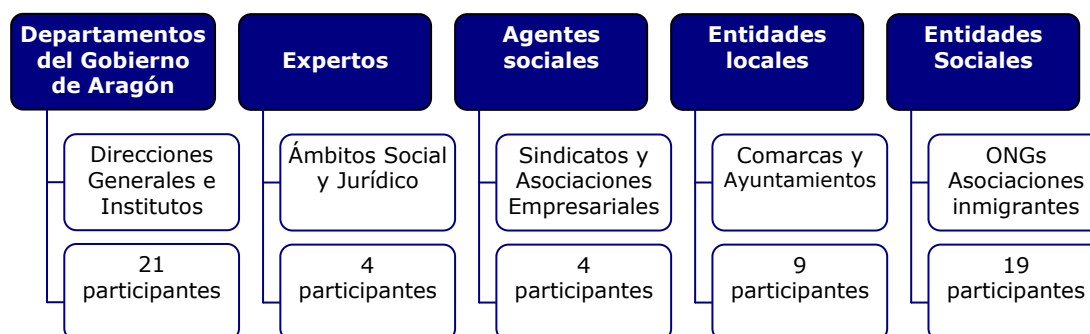 Departamentos
del Gobierno
de Aragón
Direcciones
Generales e
Institutos
21
participantes
Expertos
Ámbitos Social
y Jurídico
4
participantes
Agentes
sociales
Sindicatos y
Asociaciones
Empresariales
4
participantes
Entidades
locales
Comarcas y
Ayuntamientos
9
participantes
Entidades
Sociales
ONGs
Asociaciones
inmigrantes
19
participantes